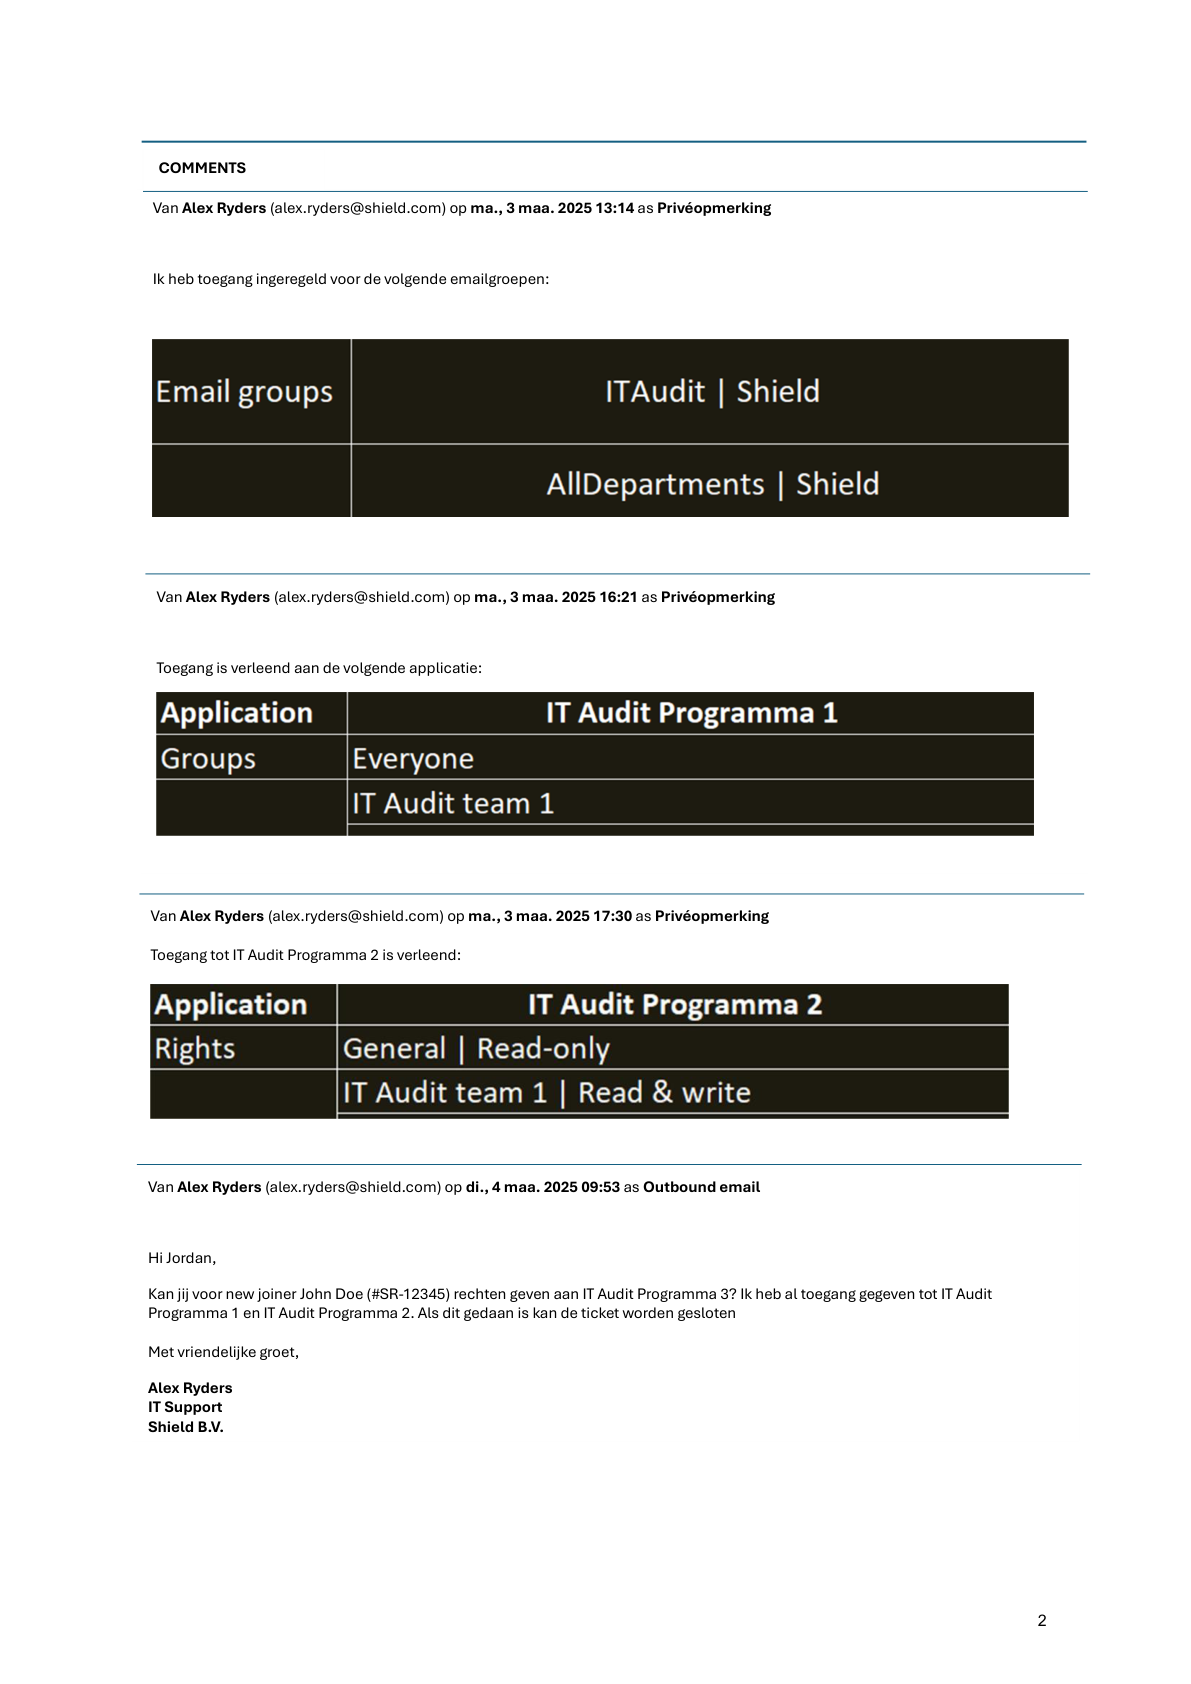 COMMENTS
Van Alex Ryders (alex.ryders@shield.com) op ma., 3 maa. 2025 13:14 as Privéopmerking
Ik heb toegang ingeregeld voor de volgende emailgroepen:
Email groups ITAudit | Shield
AllDepartments | Shield
Van Alex Ryders (alex.ryders@shield.com) op ma., 3 maa. 2025 16:21 as Privéopmerking
Toegang is verleend aan de volgende applicatie:
Application IT Audit Programma 1
Groups Everyone
IT Audit team 1
Van Alex Ryders (alex.ryders@shield.com) op ma., 3 maa. 2025 17:30 as Privéopmerking
Toegang tot IT Audit Programma 2 is verleend:
Application IT Audit Programma 2
Rights General | Read-only
IT Audit team 1 | Read & write
Van Alex Ryders (alex.ryders@shield.com) op di., 4 maa. 2025 09:53 as Outbound email
Hi Jordan,
Kan jij voor new joiner John Doe (#SR-12345) rechten geven aan IT Audit Programma 3? Ik heb al toegang gegeven tot IT Audit
Programma 1 en IT Audit Programma 2. Als dit gedaan is kan de ticket worden gesloten
Met vriendelijke groet,
Alex Ryders
IT Support
Shield B.V.
2